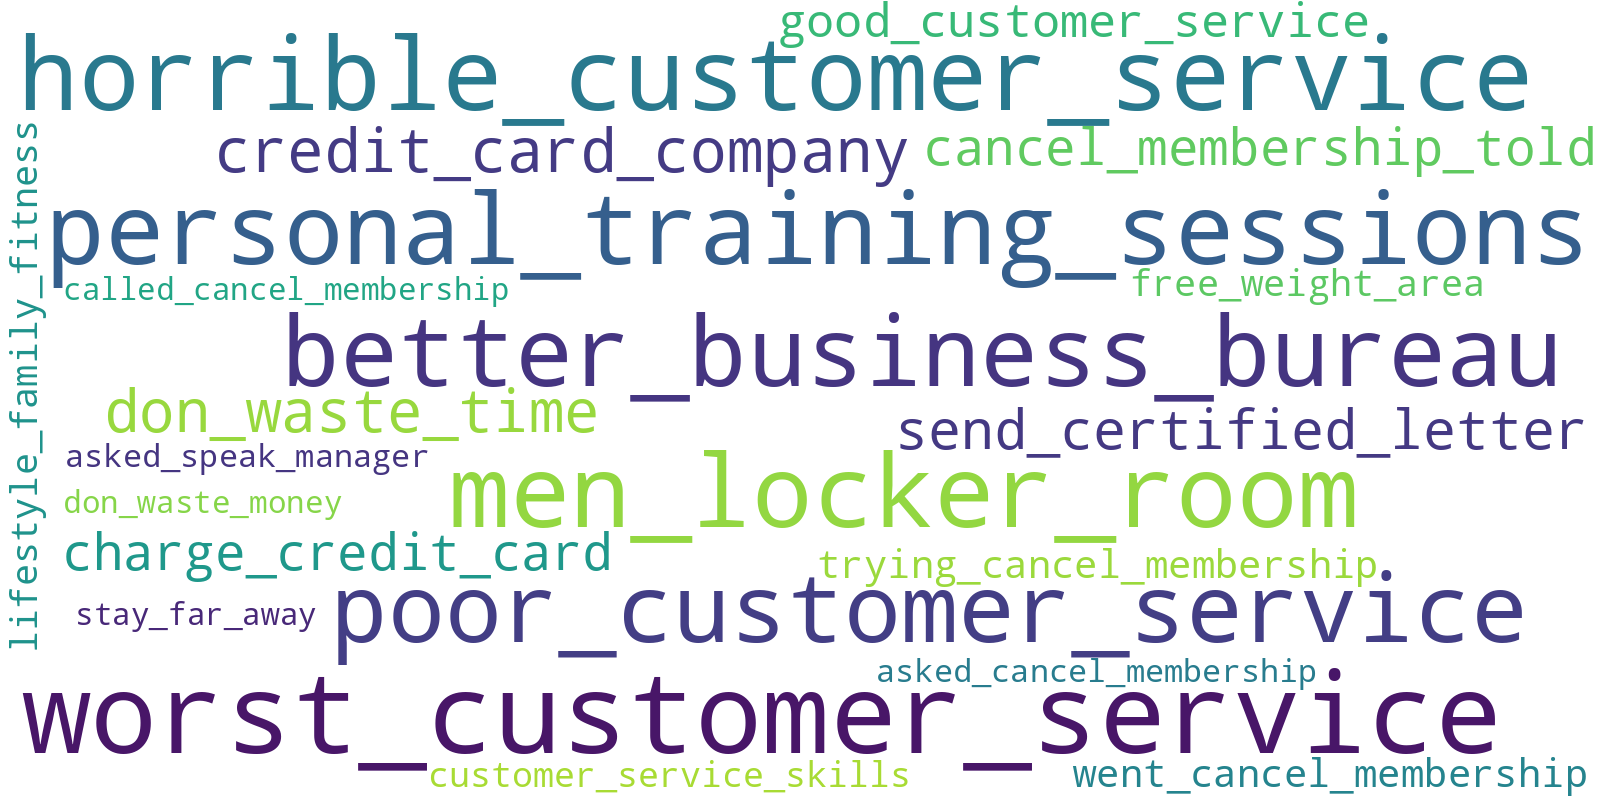 good_customer_service
horrible_customer_service
credit_card_company
cancel_membership_told
personal_training_sessions
called_cancel_membership
free_weight_area
better_business_bureau
lifestyle_family_fitness
don_waste_time
send_certified_letter
asked_speak_manager
men_locker_room
don_waste_money
charge_credit_card
trying_cancel_membership
stay_far_away
poor_customer_service
asked_cancel_membership
worst_customer_service
customer_service_skills
went_cancel_membership